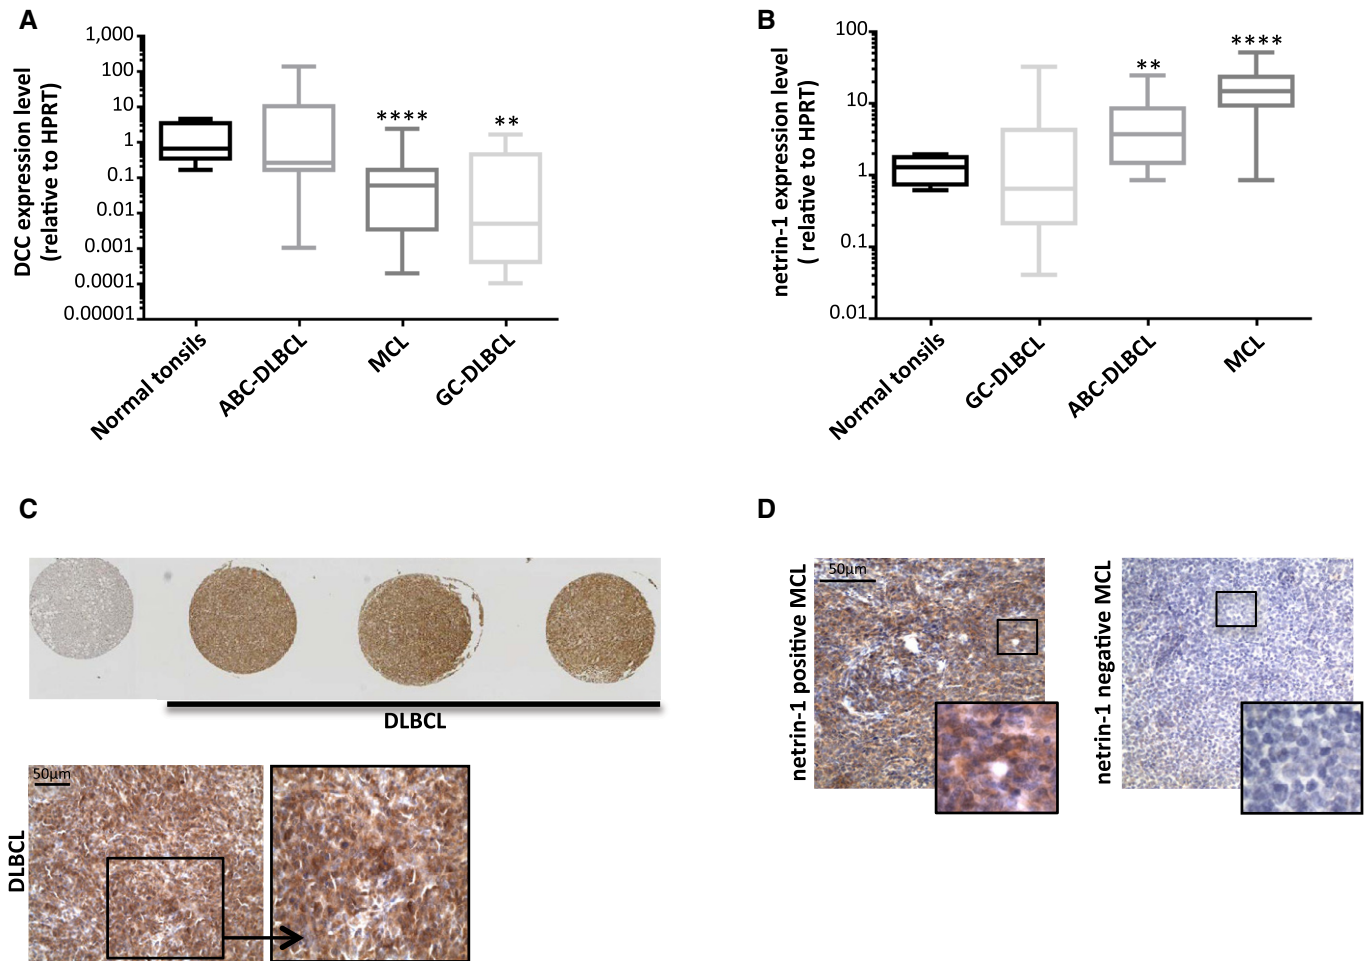 A
DCC expression level
(relative to HPRT)
1,000
100
10
1
0.1
0.01
0.001
0.0001
0.00001
****
**
Normal tonsils
ABC-DLBCL
MCL
GC-DLBCL
B
netrin-1 expression level
( relative to HPRT)
100
10
1
0.1
0.01
**
****
Normal tonsils
GC-DLBCL
ABC-DLBCL
MCL
C
DLBCL
DLBCL
50µm
D
netrin-1 positive MCL
50µm
netrin-1 negative MCL